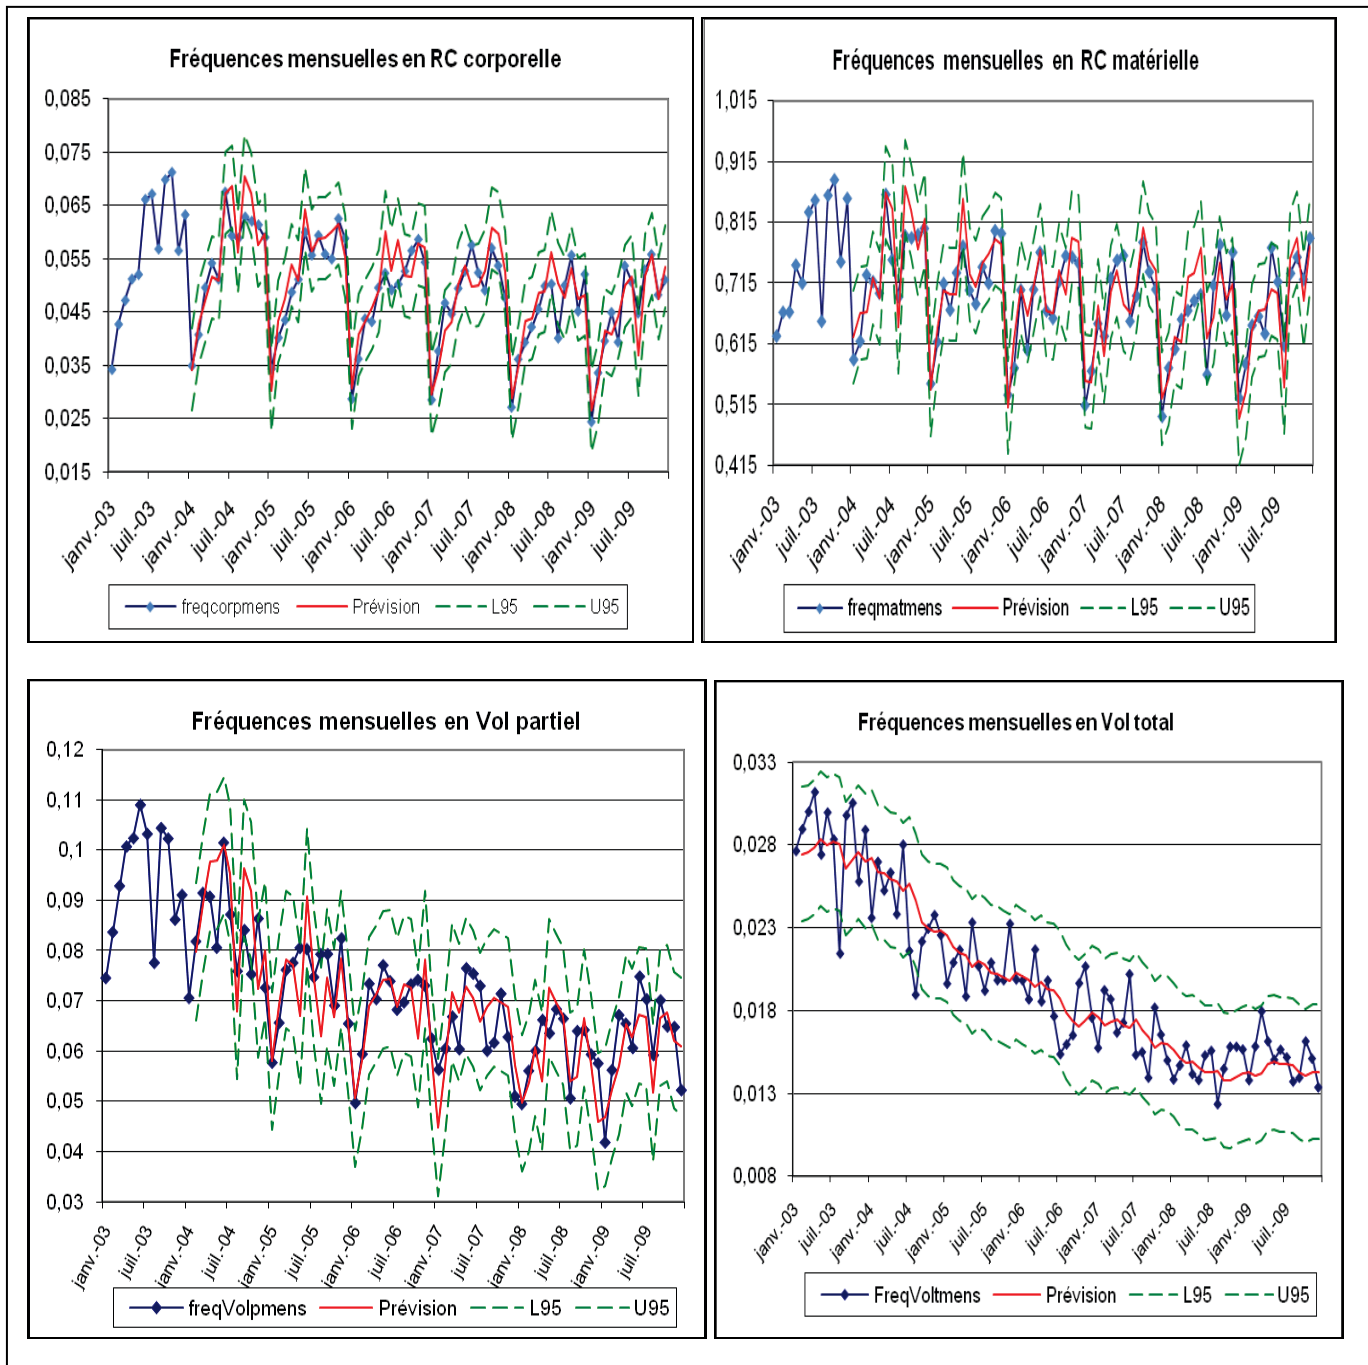 Fréquences mensuelles en RC corporelle
0,085
0,075
0,065
0,055
0,045
0,035
0,025
0,015
janv.-03
juil.-03
janv.-04
juil.-04
janv.-05
juil.-05
janv.-06
juil.-06
janv.-07
juil.-07
janv.-08
juil.-08
janv.-09
juil.-09
freqcorpmens Prévision L95 U95
Fréquences mensuelles en RC matérielle
1,015
0,915
0,815
0,715
0,615
0,515
0,415
janv.-03
juil.-03
janv.-04
juil.-04
janv.-05
juil.-05
janv.-06
juil.-06
janv.-07
juil.-07
janv.-08
juil.-08
janv.-09
juil.-09
freqmatmens Prévision L95 U95
Fréquences mensuelles en Vol partiel
0,12
0,11
0,1
0,09
0,08
0,07
0,06
0,05
0,04
0,03
janv.-03
juil.-03
janv.-04
juil.-04
janv.-05
juil.-05
janv.-06
juil.-06
janv.-07
juil.-07
janv.-08
juil.-08
janv.-09
juil.-09
freqVolpmens Prévision L95 U95
Fréquences mensuelles en Vol total
0,033
0,028
0,023
0,018
0,013
0,008
janv.-03
juil.-03
janv.-04
juil.-04
janv.-05
juil.-05
janv.-06
juil.-06
janv.-07
juil.-07
janv.-08
juil.-08
janv.-09
juil.-09
FreqVoltmens Prévision L95 U95